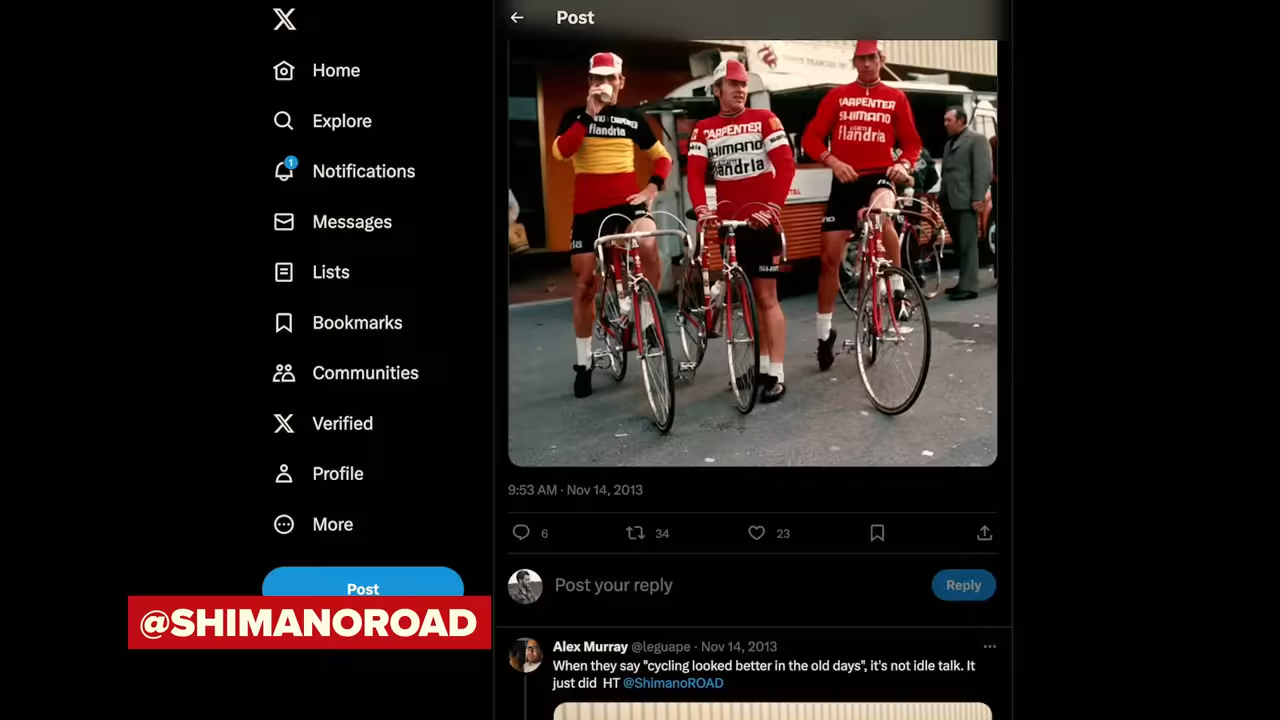 Post
Home
Explore
1
Notifications
Messages
Lists
Bookmarks
Communities
Verified
Profile
More
Post
@SHIMANOROAD
CARPENTER
flandria
CARPENTER
SHIMANO
flandria
CARPENTER
SHIMANO
flandria
9:53 AM · Nov 14, 2013
6
34
23
Post your reply
Reply
Alex Murray @leguape · Nov 14, 2013
When they say "cycling looked better in the old days", it's not idle talk. It
just did HT @ShimanoROAD